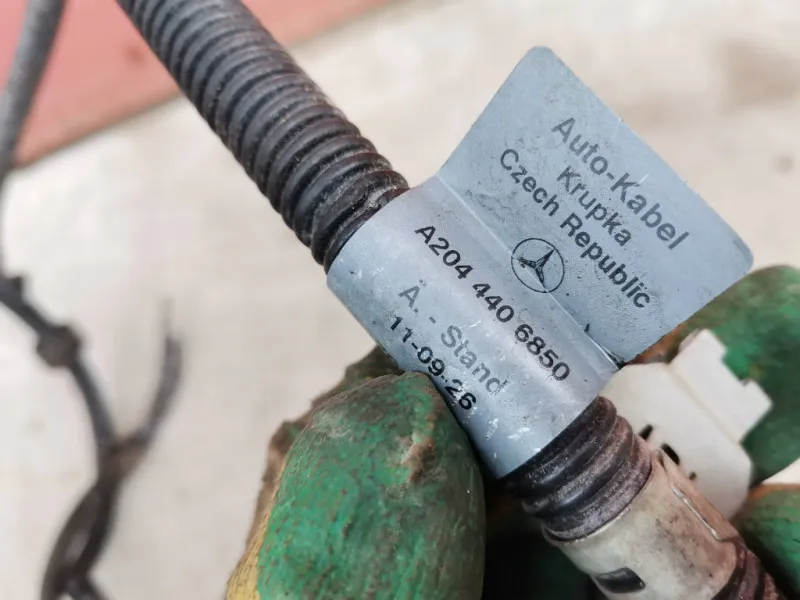 Auto-Kabel
Krupka
Czech Republic
A204 440 6850
Ä. - Stand
11-09-26